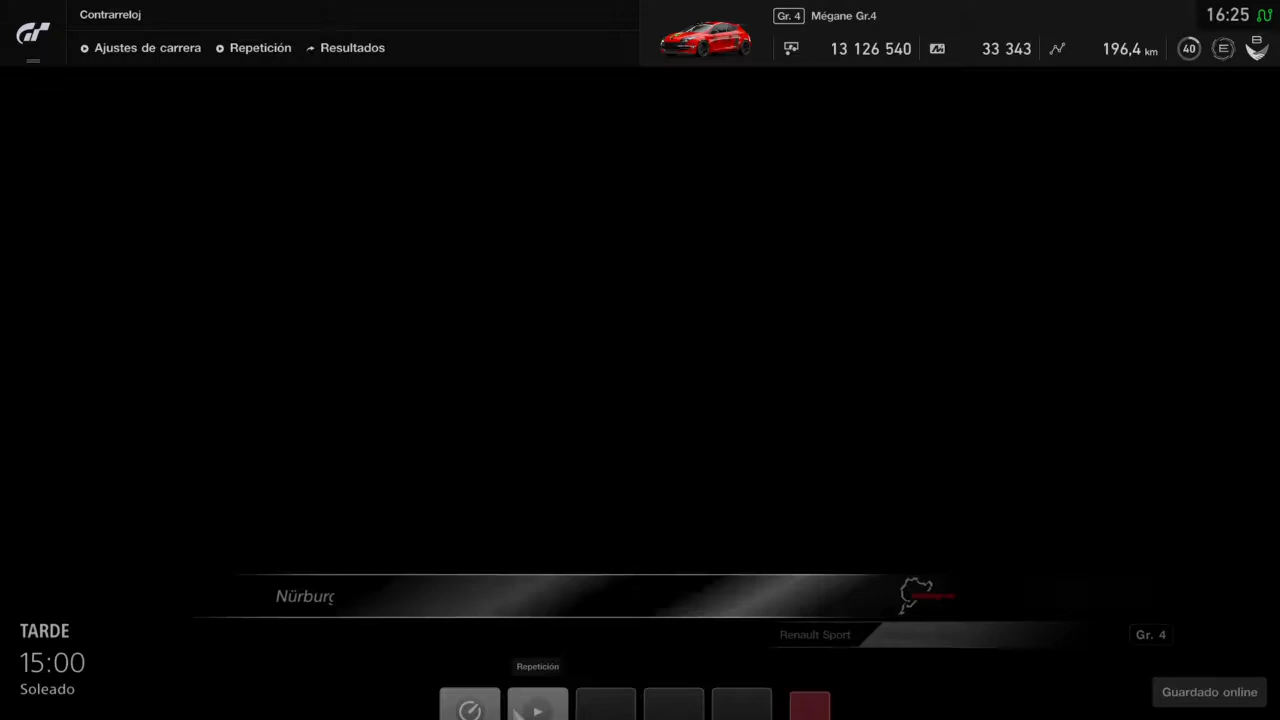 Contrarreloj
Ajustes de carrera Repetición Resultados
Gr. 4 Mégane Gr.4
13 126 540 33 343 196,4 km 40 E B
16:25
Nürburg
Renault Sport Gr. 4
TARDE
15:00
Soleado
Repetición
Guardado online